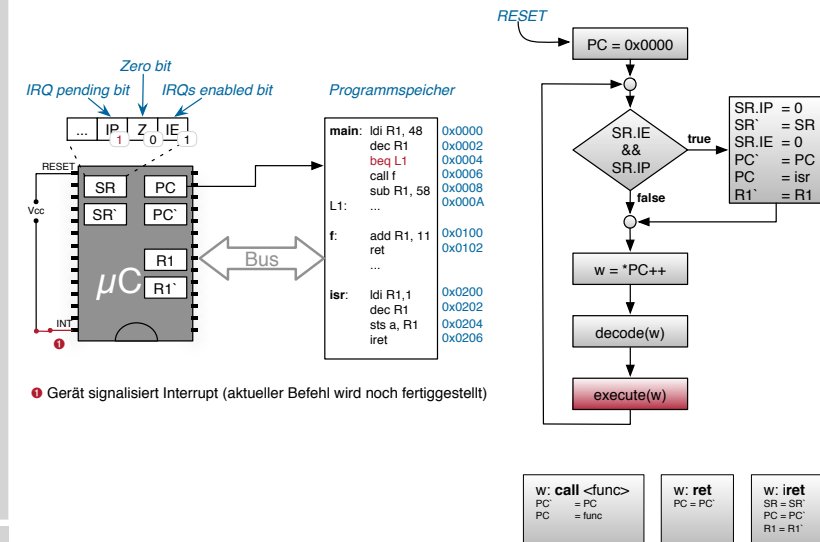 RESET
PC = 0x0000
Zero bit
IRQ pending bit
IRQs enabled bit
Programmspeicher
... IP Z IE
1 0 1
RESET
Vcc
INT
❶
SR PC
SR` PC`
R1
R1`
µC
Bus
main: ldi R1, 48 0x0000
dec R1 0x0002
beq L1 0x0004
call f 0x0006
sub R1, 58 0x0008
L1: ... 0x000A
f: add R1, 11 0x0100
ret 0x0102
...
isr: ldi R1,1 0x0200
dec R1 0x0202
sts a, R1 0x0204
iret 0x0206
SR.IE
&&
SR.IP
true
false
SR.IP = 0
SR` = SR
SR.IE = 0
PC` = PC
PC = isr
R1` = R1
w = *PC++
decode(w)
execute(w)
❶ Gerät signalisiert Interrupt (aktueller Befehl wird noch fertiggestellt)
w: call <func>
PC` = PC
PC = func
w: ret
PC = PC`
w: iret
SR = SR`
PC = PC`
R1 = R1`